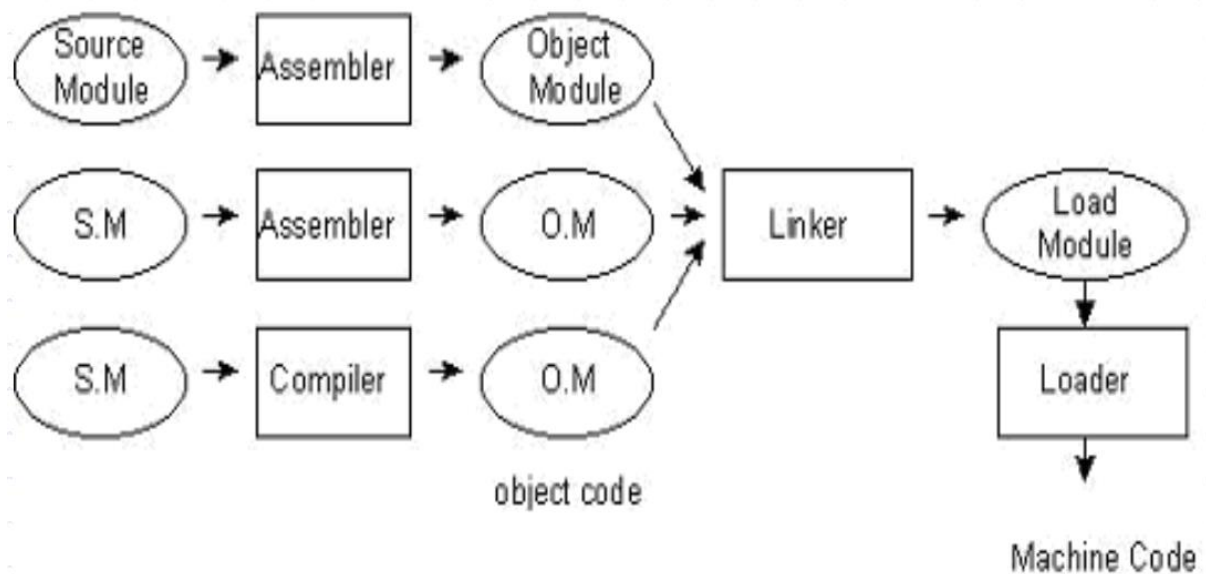 Source
Module
Assembler
Object
Module
S.M
Assembler
O.M
Linker
Load
Module
S.M
Compiler
O.M
Loader
object code
Machine Code